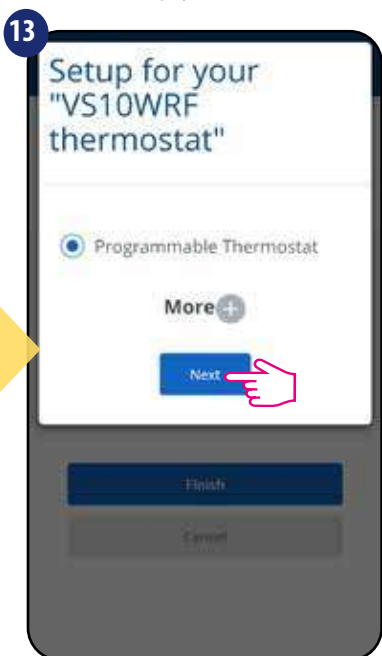 13
Setup for your
"VS10WRF
thermostat"
Programmable Thermostat
More
Next
Finish
Cancel